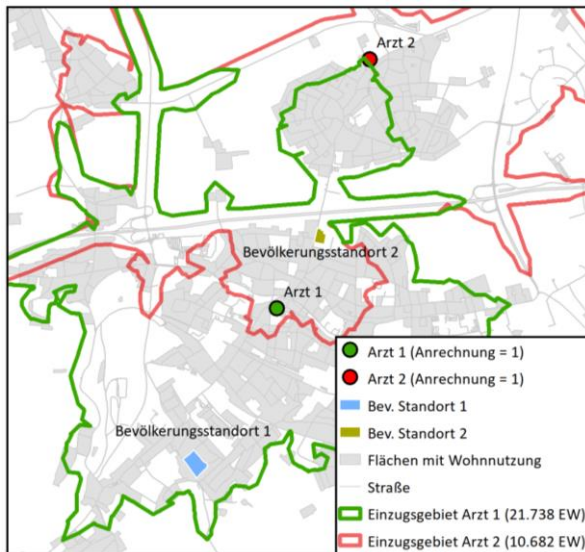 Arzt 2
Bevölkerungsstandort 2
Arzt 1
Bevölkerungsstandort 1
Arzt 1 (Anrechnung = 1)
Arzt 2 (Anrechnung = 1)
Bev. Standort 1
Bev. Standort 2
Flächen mit Wohnnutzung
Straße
Einzugsgebiet Arzt 1 (21.738 EW)
Einzugsgebiet Arzt 2 (10.682 EW)